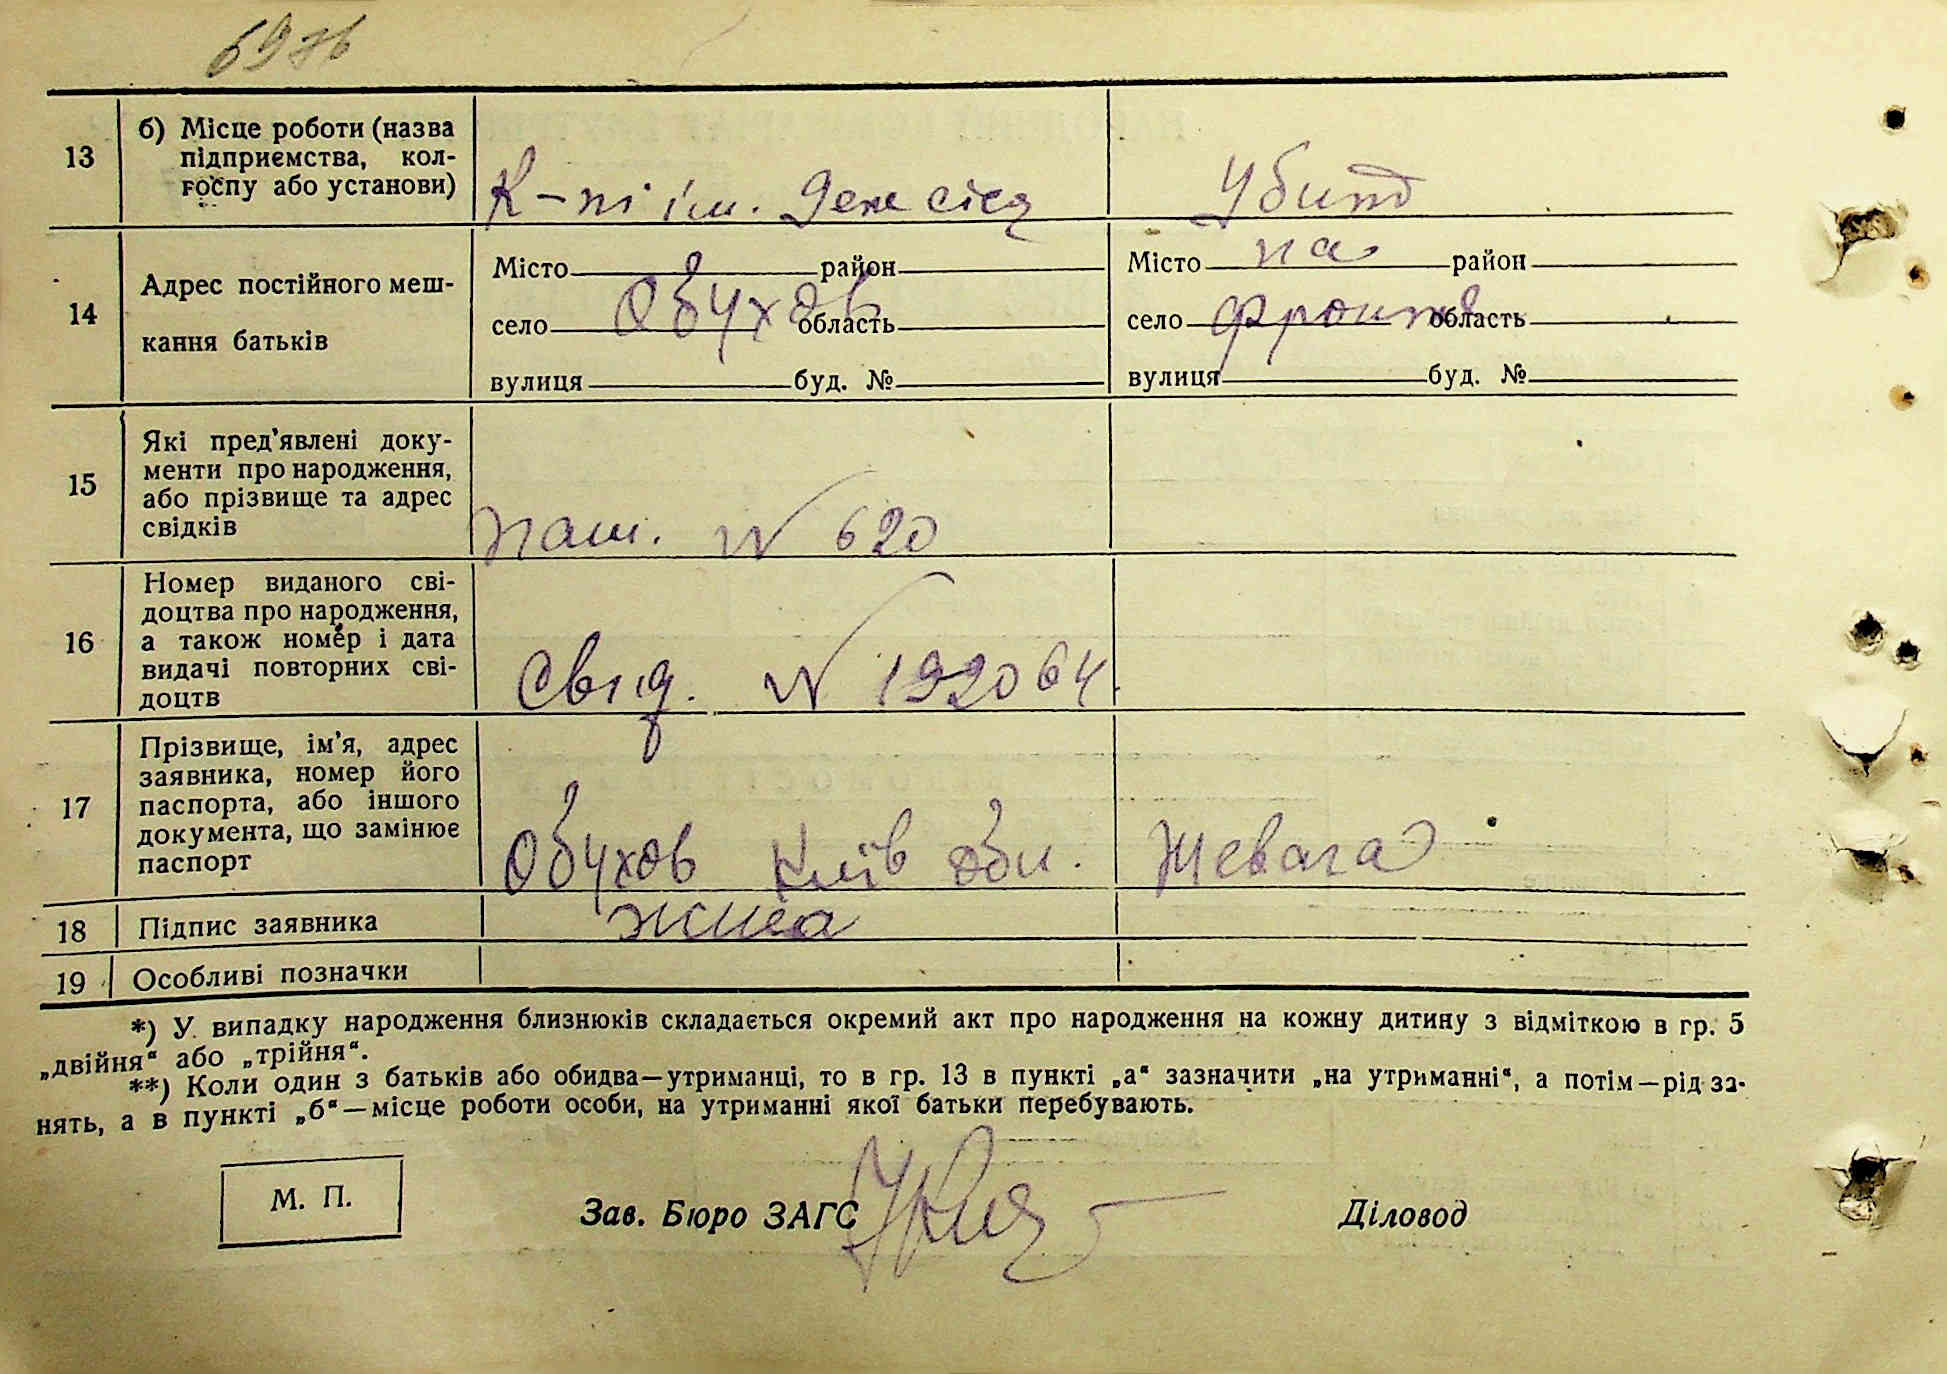 13
б) Місце роботи (назва
підприємства, кол-
госпу або установи)
К-пі ім.
Убито
14
Адрес постійного меш-
кання батьків
Місто район
село Обухов область
вулиця буд. №
Місто на район
село Фронті область
вулиця буд. №
15
Які пред'явлені доку-
менти про народження,
або прізвище та адрес
свідків
паш. N 620
16
Номер виданого сві-
доцтва про народження,
а також номер і дата
видачі повторних сві-
доцтв
Свід. N 192064.
17
Прізвище, ім'я, адрес
заявника, номер його
паспорта, або іншого
документа, що замінює
паспорт
Обухов Київ обл. Жевага
18
Підпис заявника
19
Особливі позначки
*) У випадку народження близнюків складається окремий акт про народження на кожну дитину з відміткою в гр. 5
„двійня“ або „трійня“.
**) Коли один з батьків або обидва—утриманці, то в гр. 13 в пункті „а“ зазначити „на утриманні“, а потім—рід за-
нять, а в пункті „б“—місце роботи особи, на утриманні якої батьки перебувають.
М. П.
Зав. Бюро ЗАГС
Діловод